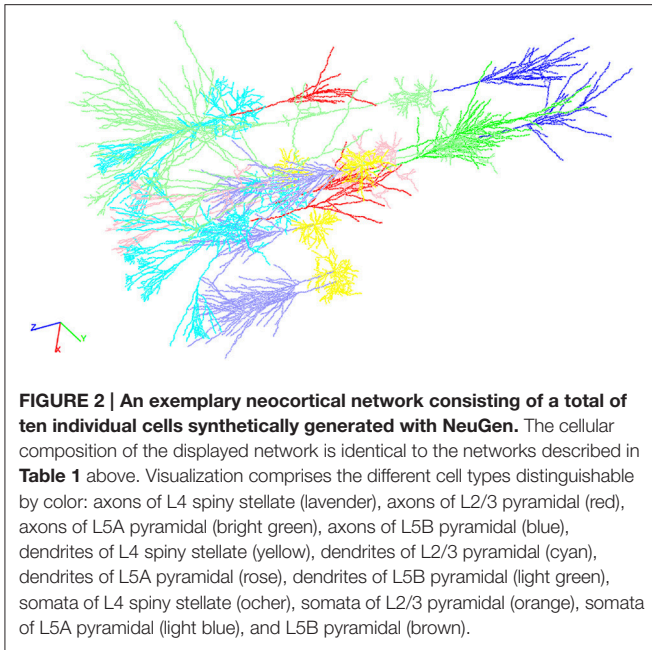 Z
Y
X
FIGURE 2 | An exemplary neocortical network consisting of a total of
ten individual cells synthetically generated with NeuGen. The cellular
composition of the displayed network is identical to the networks described in
Table 1 above. Visualization comprises the different cell types distinguishable
by color: axons of L4 spiny stellate (lavender), axons of L2/3 pyramidal (red),
axons of L5A pyramidal (bright green), axons of L5B pyramidal (blue),
dendrites of L4 spiny stellate (yellow), dendrites of L2/3 pyramidal (cyan),
dendrites of L5A pyramidal (rose), dendrites of L5B pyramidal (light green),
somata of L4 spiny stellate (ocher), somata of L2/3 pyramidal (orange), somata
of L5A pyramidal (light blue), and L5B pyramidal (brown).